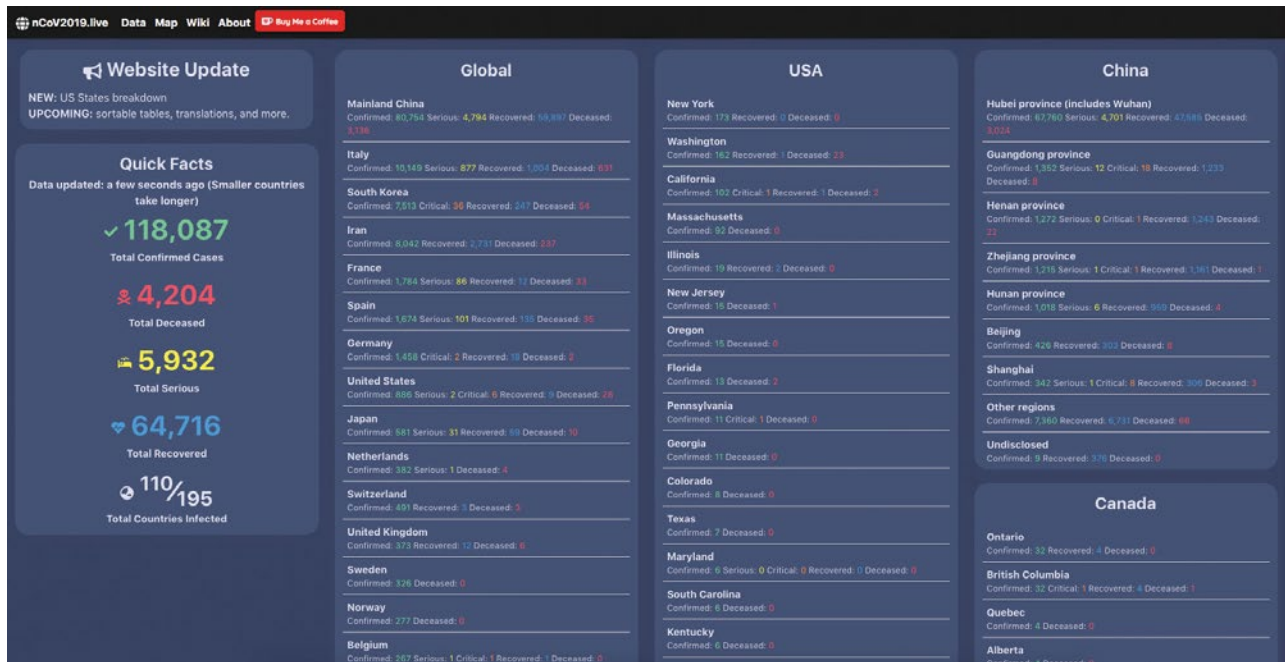 nCoV2019.live Data Map Wiki About Buy Me a Coffee
Website Update
NEW: US States breakdown
UPCOMING: sortable tables, translations, and more.
Quick Facts
Data updated: a few seconds ago (Smaller countries
take longer)
118,087
Total Confirmed Cases
4,204
Total Deceased
5,932
Total Serious
64,716
Total Recovered
110/195
Total Countries Infected
Global
Mainland China
Confirmed: 80,754 Serious: 4,794 Recovered: Deceased:
3,136
Italy
Confirmed: 10,149 Serious: 877 Recovered: 1,004 Deceased: 631
South Korea
Confirmed: 7,513 Critical: 36 Recovered: 247 Deceased: 54
Iran
Confirmed: 8,042 Recovered: 2,731 Deceased: 237
France
Confirmed: 1,784 Serious: 86 Recovered: 12 Deceased: 33
Spain
Confirmed: 1,674 Serious: 101 Recovered: 135 Deceased: 35
Germany
Confirmed: 1,458 Critical: 2 Recovered: 18 Deceased: 2
United States
Confirmed: 886 Serious: 2 Critical: 6 Recovered: 9 Deceased: 28
Japan
Confirmed: 581 Serious: 31 Recovered: 59 Deceased: 10
Netherlands
Confirmed: 382 Serious: 1 Deceased: 4
Switzerland
Confirmed: 491 Recovered: 3 Deceased: 3
United Kingdom
Confirmed: 373 Recovered: 12 Deceased: 6
Sweden
Confirmed: 326 Deceased: 0
Norway
Confirmed: 277 Deceased: 0
Belgium
Confirmed: 267 Serious: 1 Critical: 1 Recovered: 1 Deceased: 0
USA
New York
Confirmed: 173 Recovered: 0 Deceased: 0
Washington
Confirmed: 162 Recovered: 1 Deceased: 23
California
Confirmed: 102 Critical: 1 Recovered: 1 Deceased: 2
Massachusetts
Confirmed: 92 Deceased: 0
Illinois
Confirmed: 19 Recovered: 2 Deceased: 0
New Jersey
Confirmed: 15 Deceased: 1
Oregon
Confirmed: 15 Deceased: 0
Florida
Confirmed: 13 Deceased: 2
Pennsylvania
Confirmed: 11 Critical: 1 Deceased: 0
Georgia
Confirmed: 11 Deceased: 0
Colorado
Confirmed: 8 Deceased: 0
Texas
Confirmed: 7 Deceased: 0
Maryland
Confirmed: 6 Serious: 0 Critical: 0 Recovered: 0 Deceased: 0
South Carolina
Confirmed: 6 Deceased: 0
Kentucky
Confirmed: 6 Deceased: 0
China
Hubei province (includes Wuhan)
Confirmed: 67,760 Serious: 4,701 Recovered: Deceased:
3,024
Guangdong province
Confirmed: 1,352 Serious: 12 Critical: 18 Recovered: 1,233
Deceased: 8
Henan province
Confirmed: 1,272 Serious: 0 Critical: 1 Recovered: 1,243 Deceased:
22
Zhejiang province
Confirmed: 1,215 Serious: 1 Critical: 1 Recovered: 1,161 Deceased: 1
Hunan province
Confirmed: 1,018 Serious: 6 Recovered: Deceased: 4
Beijing
Confirmed: 426 Recovered: 303 Deceased: 8
Shanghai
Confirmed: 342 Serious: 1 Critical: 8 Recovered: 306 Deceased: 3
Other regions
Confirmed: 7,360 Recovered: 6,731 Deceased: 66
Undisclosed
Confirmed: 9 Recovered: 376 Deceased: 0
Canada
Ontario
Confirmed: 32 Recovered: 4 Deceased: 0
British Columbia
Confirmed: 32 Critical: 1 Recovered: 4 Deceased: 1
Quebec
Confirmed: 4 Deceased: 0
Alberta